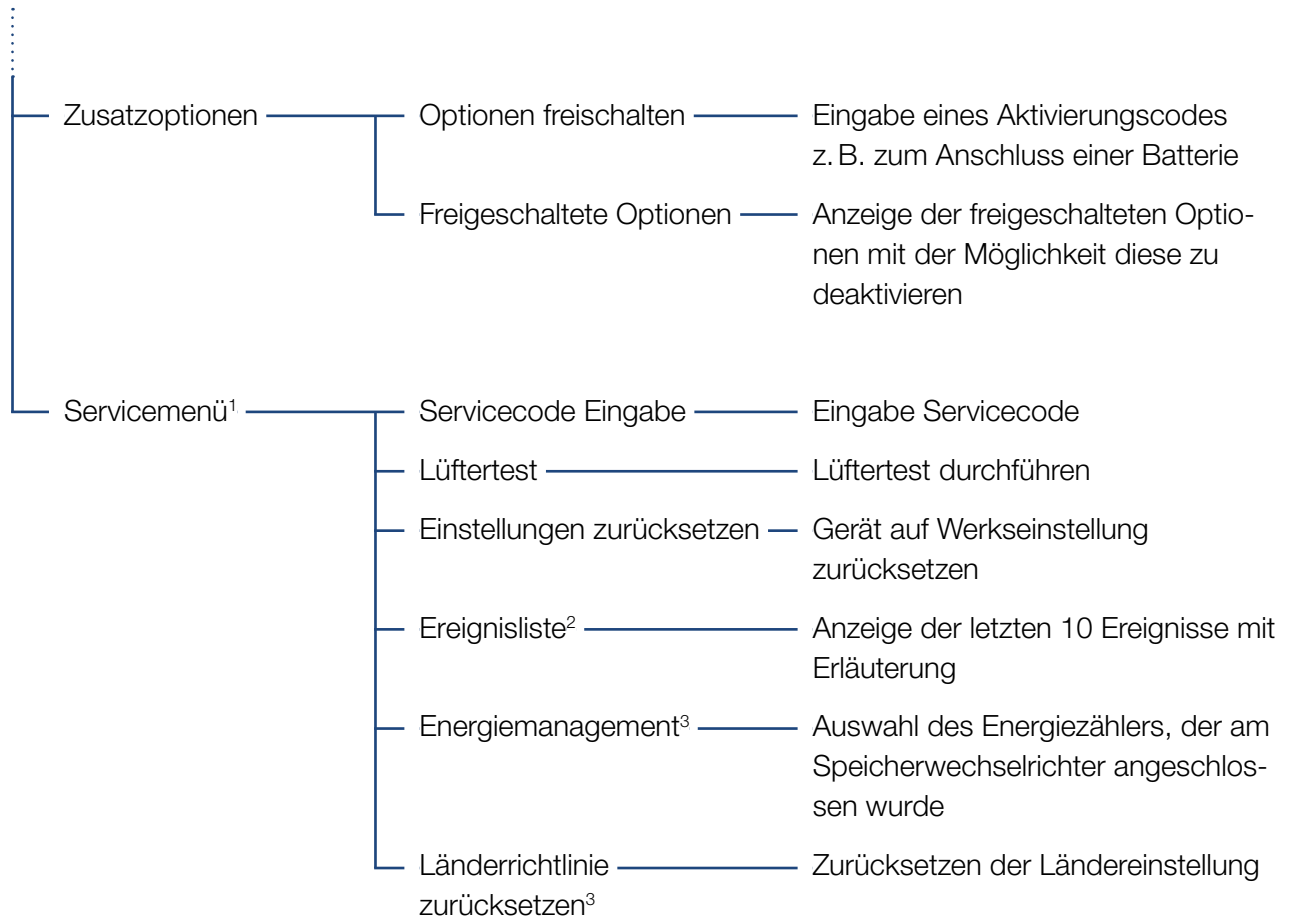 Zusatzoptionen
Optionen freischalten
Eingabe eines Aktivierungscodes
z. B. zum Anschluss einer Batterie
Freigeschaltete Optionen
Anzeige der freigeschalteten Optio-
nen mit der Möglichkeit diese zu
deaktivieren
Servicemenü¹
Servicecode Eingabe
Eingabe Servicecode
Lüftertest
Lüftertest durchführen
Einstellungen zurücksetzen
Gerät auf Werkseinstellung
zurücksetzen
Ereignisliste²
Anzeige der letzten 10 Ereignisse mit
Erläuterung
Energiemanagement³
Auswahl des Energiezählers, der am
Speicherwechselrichter angeschlos-
sen wurde
Länderrichtlinie
zurücksetzen³
Zurücksetzen der Ländereinstellung